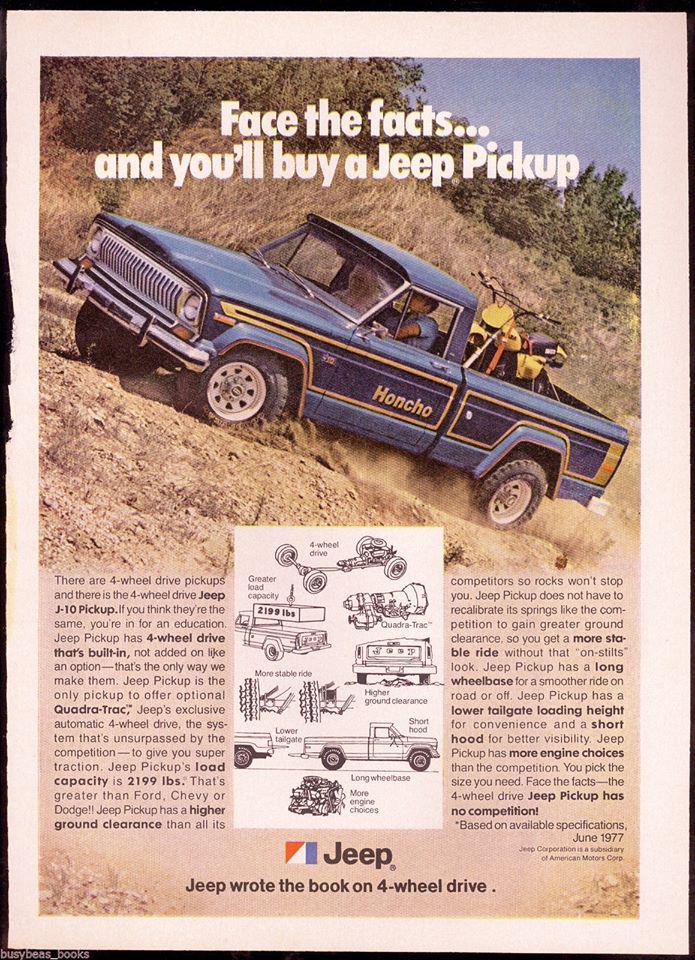 Face the facts...
and you'll buy a Jeep® Pickup
Honcho
There are 4-wheel drive pickups
and there is the 4-wheel drive Jeep
J-10 Pickup. If you think they're the
same, you're in for an education.
Jeep Pickup has 4-wheel drive
that's built-in, not added on like
an option—that's the only way we
make them. Jeep Pickup is the
only pickup to offer optional
Quadra-Trac,™ Jeep's exclusive
automatic 4-wheel drive, the sys-
tem that's unsurpassed by the
competition—to give you super
traction. Jeep Pickup's load
capacity is 2199 lbs.* That's
greater than Ford, Chevy or
Dodge!! Jeep Pickup has a higher
ground clearance than all its
4-wheel
drive
Greater
load
capacity
2199 lbs
Quadra-Trac™
Jeep
More stable ride
Higher
ground clearance
Lower
tailgate
Short
hood
Long wheelbase
More
engine
choices
competitors so rocks won't stop
you. Jeep Pickup does not have to
recalibrate its springs like the com-
petition to gain greater ground
clearance, so you get a more sta-
ble ride without that "on-stilts"
look. Jeep Pickup has a long
wheelbase for a smoother ride on
road or off. Jeep Pickup has a
lower tailgate loading height
for convenience and a short
hood for better visibility. Jeep
Pickup has more engine choices
than the competition. You pick the
size you need. Face the facts—the
4-wheel drive Jeep Pickup has
no competition!
*Based on available specifications,
June 1977
Jeep Corporation is a subsidiary
of American Motors Corp.
Jeep®
Jeep wrote the book on 4-wheel drive.
busybeas_books